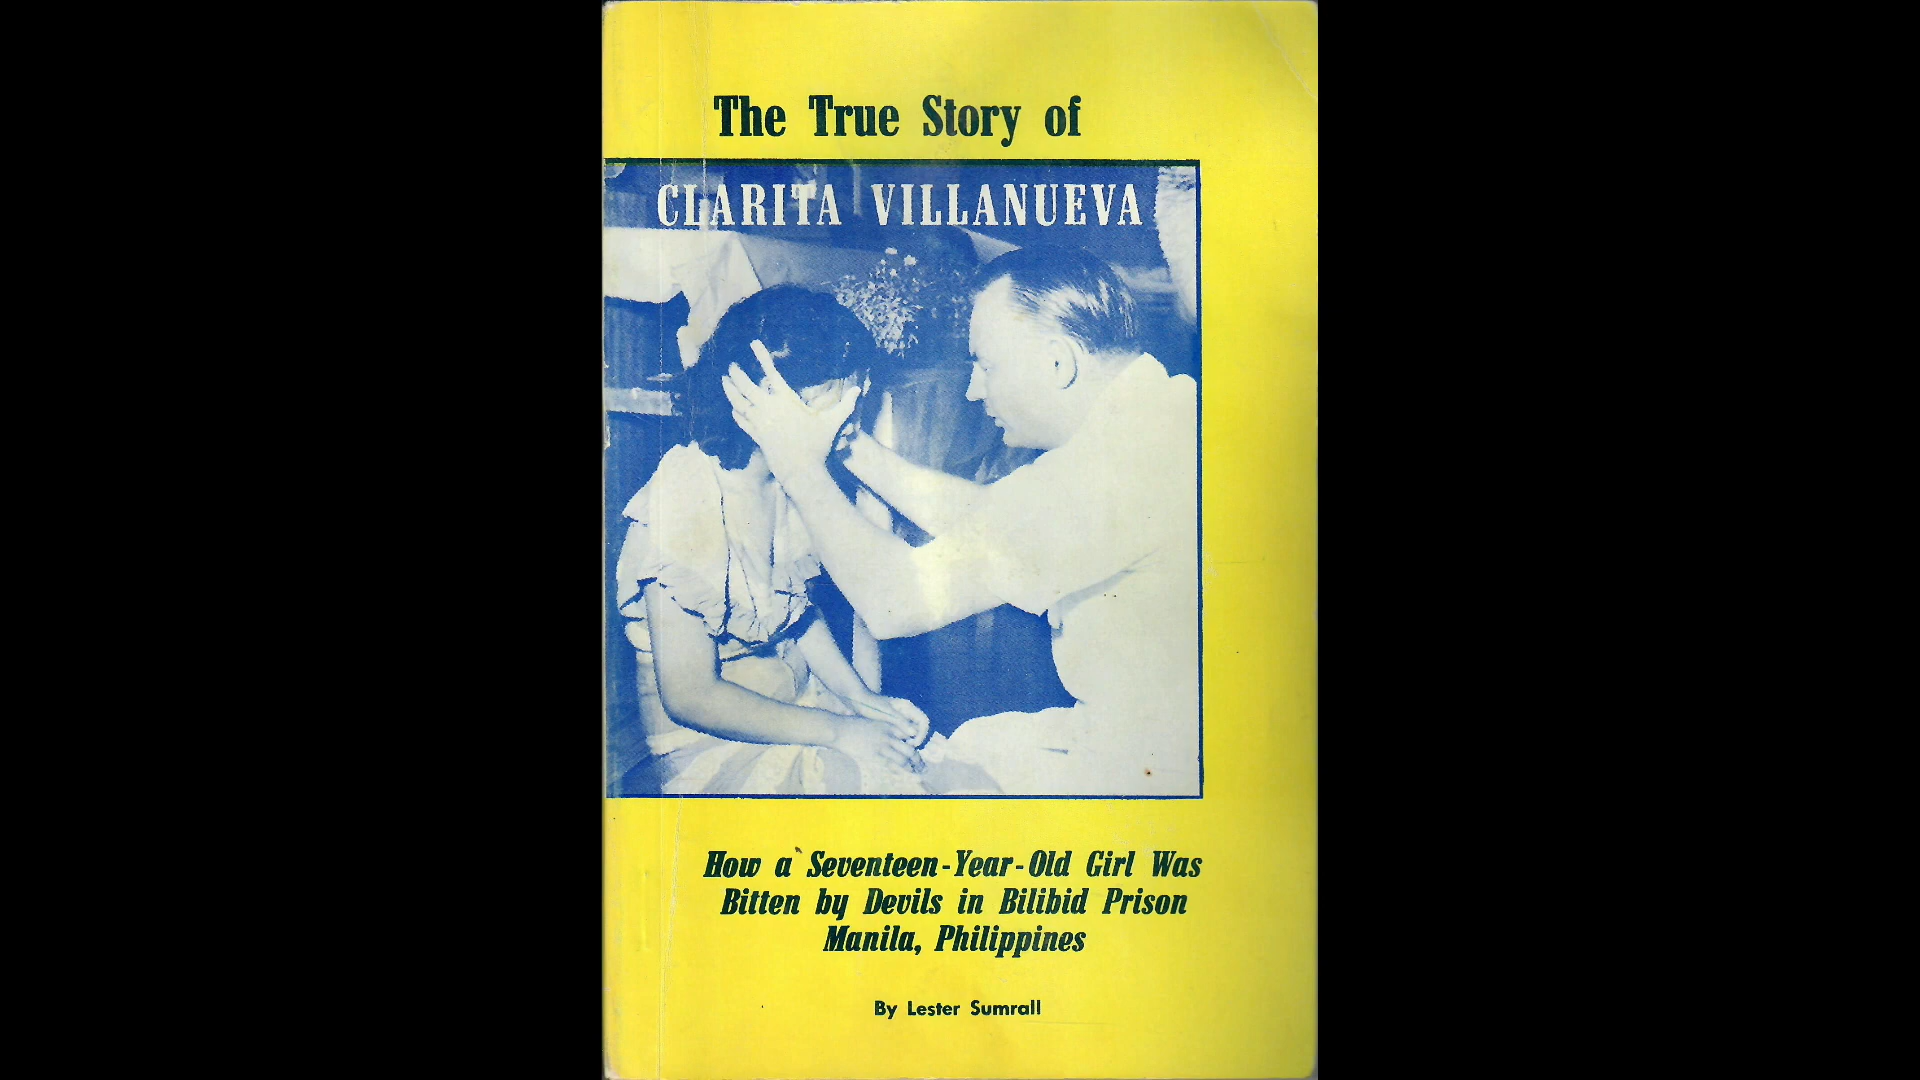 The True Story of
CLARITA VILLANUEVA
How a Seventeen-Year-Old Girl Was
Bitten by Devils in Bilibid Prison
Manila, Philippines
By Lester Sumrall